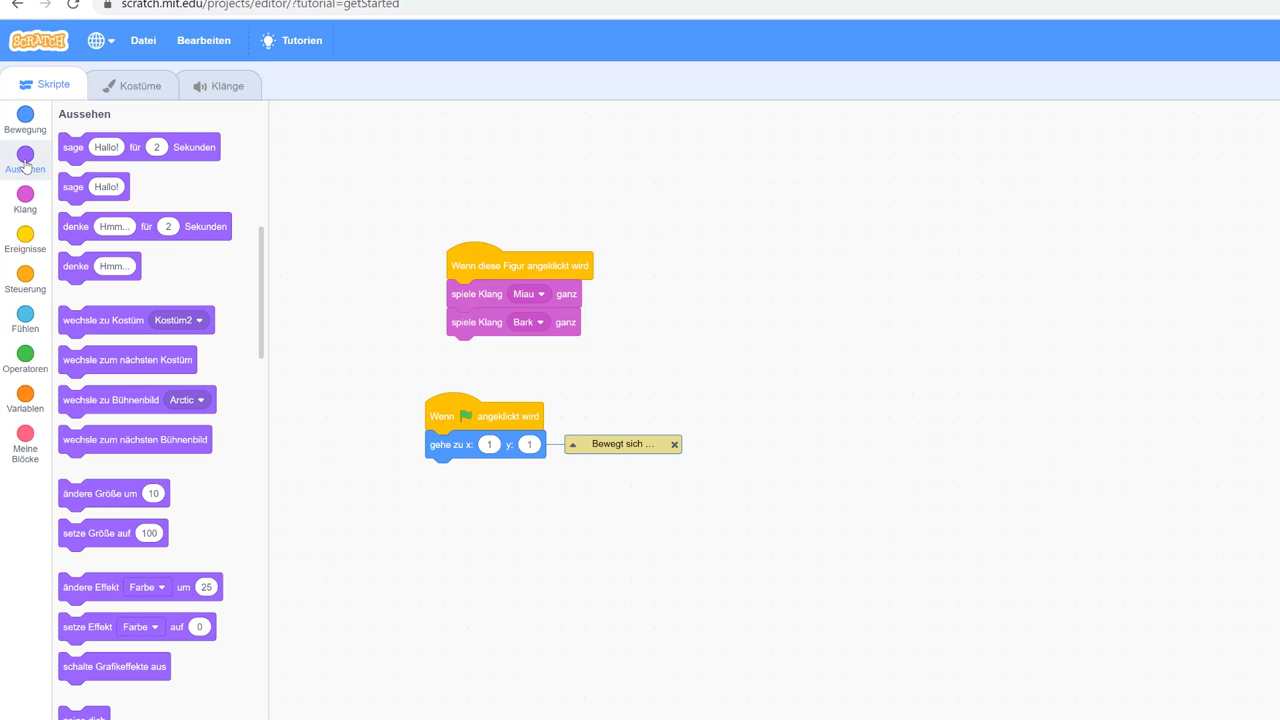 scratch.mit.edu/projects/editor/?tutorial=getStarted
SCRATCH Datei Bearbeiten Tutorien
Skripte Kostüme Klänge
Bewegung
Aussehen
Klang
Ereignisse
Steuerung
Fühlen
Operatoren
Variablen
Meine
Blöcke
Aussehen
sage Hallo! für 2 Sekunden
sage Hallo!
denke Hmm... für 2 Sekunden
denke Hmm...
wechsle zu Kostüm Kostüm2
wechsle zum nächsten Kostüm
wechsle zu Bühnenbild Arctic
wechsle zum nächsten Bühnenbild
ändere Größe um 10
setze Größe auf 100
ändere Effekt Farbe um 25
setze Effekt Farbe auf 0
schalte Grafikeffekte aus
Wenn diese Figur angeklickt wird
spiele Klang Miau ganz
spiele Klang Bark ganz
Wenn angeklickt wird
gehe zu x: 1 y: 1 Bewegt sich ...